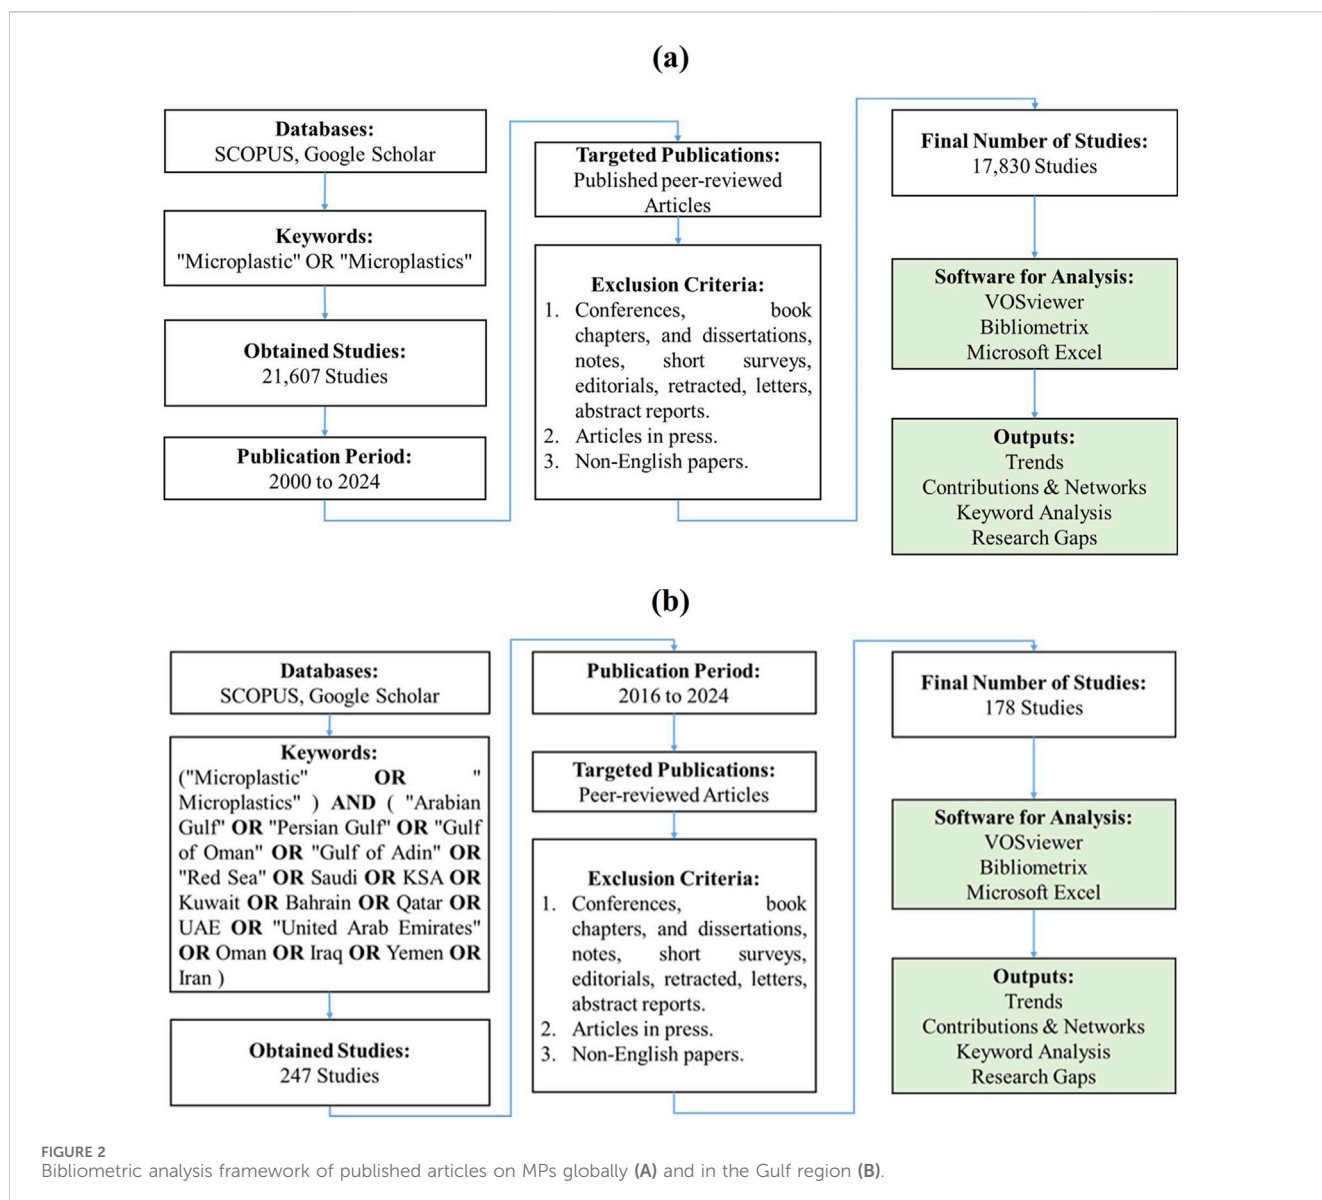 (a)
Databases:
SCOPUS, Google Scholar
Keywords:
"Microplastic" OR "Microplastics"
Obtained Studies:
21,607 Studies
Publication Period:
2000 to 2024
Targeted Publications:
Published peer-reviewed
Articles
Exclusion Criteria:
1. Conferences, book
chapters, and dissertations,
notes, short surveys,
editorials, retracted, letters,
abstract reports.
2. Articles in press.
3. Non-English papers.
Final Number of Studies:
17,830 Studies
Software for Analysis:
VOSviewer
Bibliometrix
Microsoft Excel
Outputs:
Trends
Contributions & Networks
Keyword Analysis
Research Gaps
(b)
Databases:
SCOPUS, Google Scholar
Keywords:
("Microplastic" OR "
Microplastics" ) AND ( "Arabian
Gulf" OR "Persian Gulf" OR "Gulf
of Oman" OR "Gulf of Adin" OR
"Red Sea" OR Saudi OR KSA OR
Kuwait OR Bahrain OR Qatar OR
UAE OR "United Arab Emirates"
OR Oman OR Iraq OR Yemen OR
Iran )
Obtained Studies:
247 Studies
Publication Period:
2016 to 2024
Targeted Publications:
Peer-reviewed Articles
Exclusion Criteria:
1. Conferences, book
chapters, and dissertations,
notes, short surveys,
editorials, retracted, letters,
abstract reports.
2. Articles in press.
3. Non-English papers.
Final Number of Studies:
178 Studies
Software for Analysis:
VOSviewer
Bibliometrix
Microsoft Excel
Outputs:
Trends
Contributions & Networks
Keyword Analysis
Research Gaps
FIGURE 2
Bibliometric analysis framework of published articles on MPs globally (A) and in the Gulf region (B).